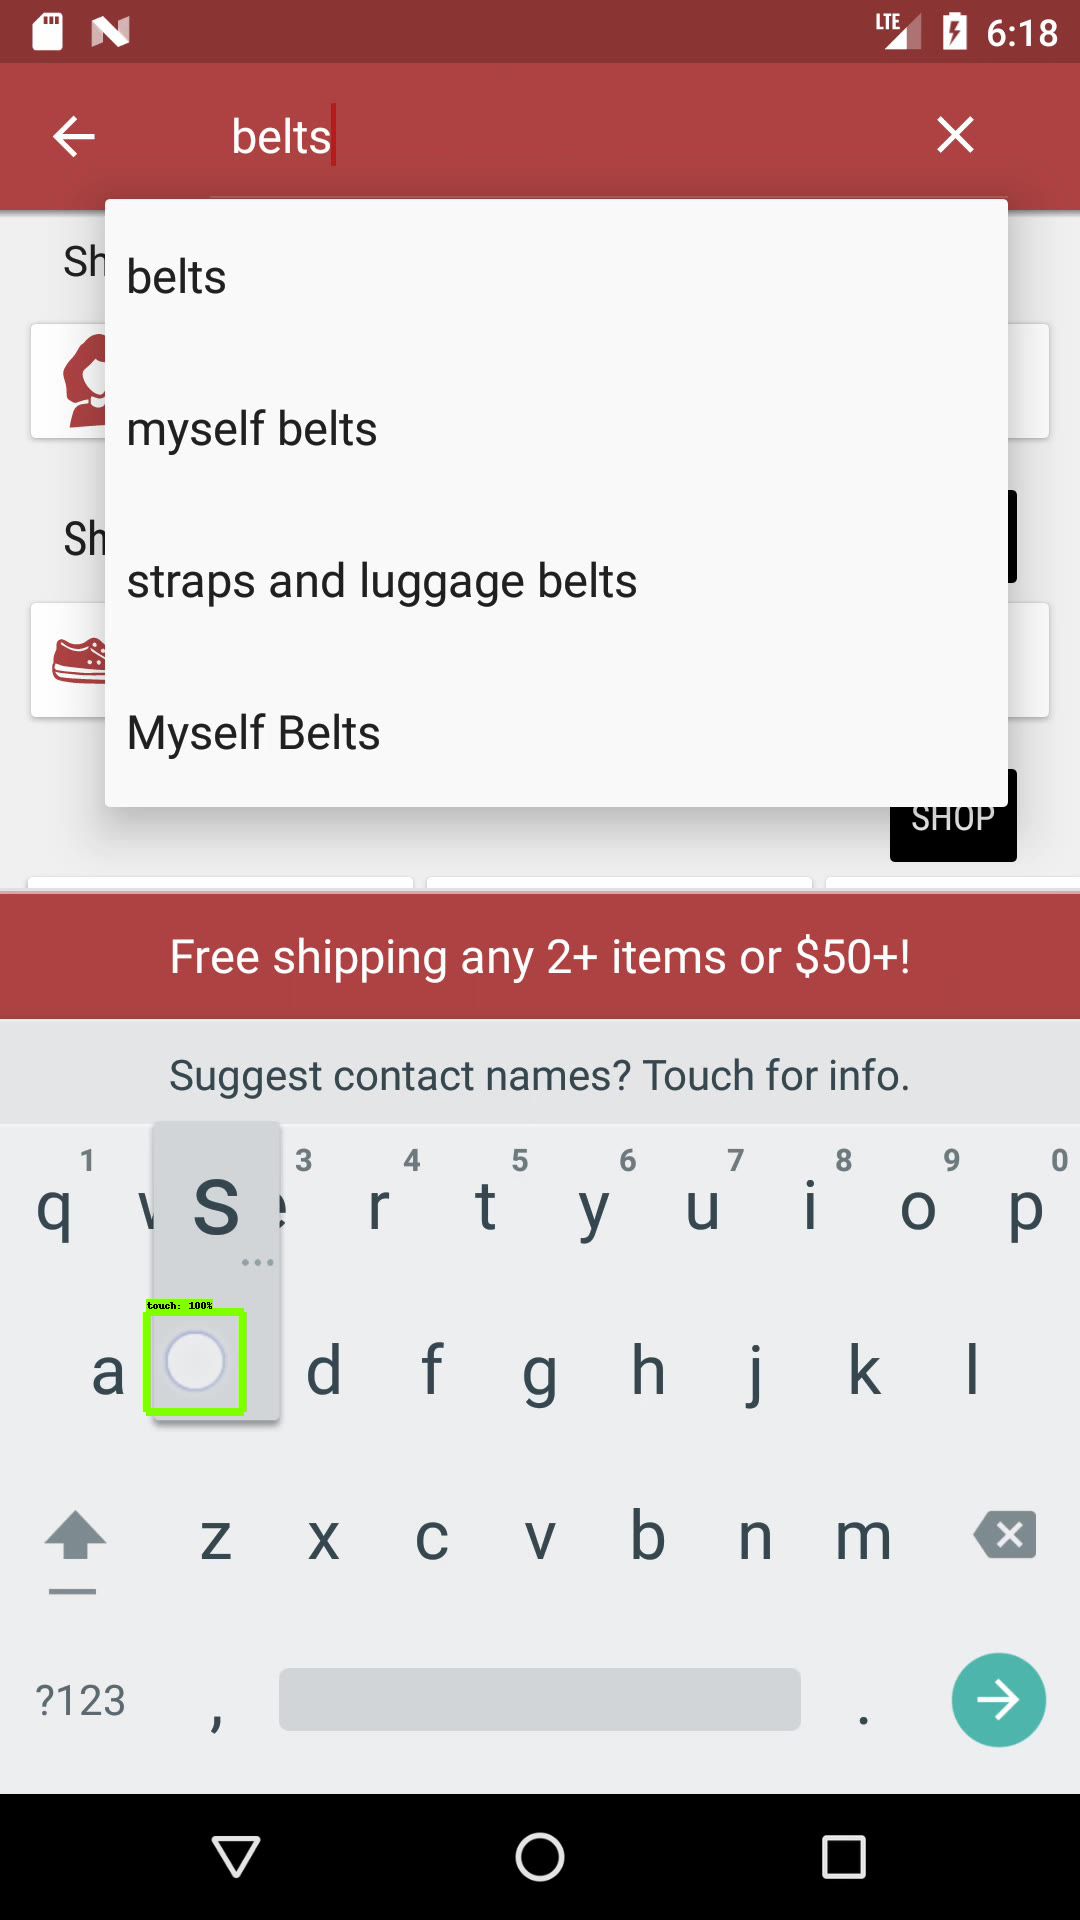 LTE 6:18
belts
Sh
belts
myself belts
Sh
straps and luggage belts
Myself Belts
SHOP
Free shipping any 2+ items or $50+!
Suggest contact names? Touch for info.
1 3 4 5 6 7 8 9 0
q w s e r t y u i o p
touch: 100%
a d f g h j k l
z x c v b n m
?123 , .